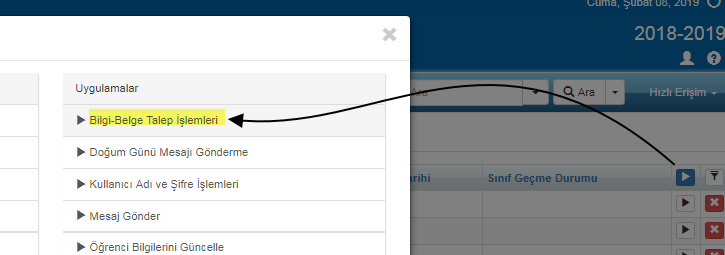 Cuma, Şubat 08, 2019
2018-2019
Ara
Ara
Hızlı Erişim
Uygulamalar
Bilgi-Belge Talep İşlemleri
Doğum Günü Mesajı Gönderme
Kullanıcı Adı ve Şifre İşlemleri
Mesaj Gönder
Öğrenci Bilgilerini Güncelle
rihi
Sınıf Geçme Durumu